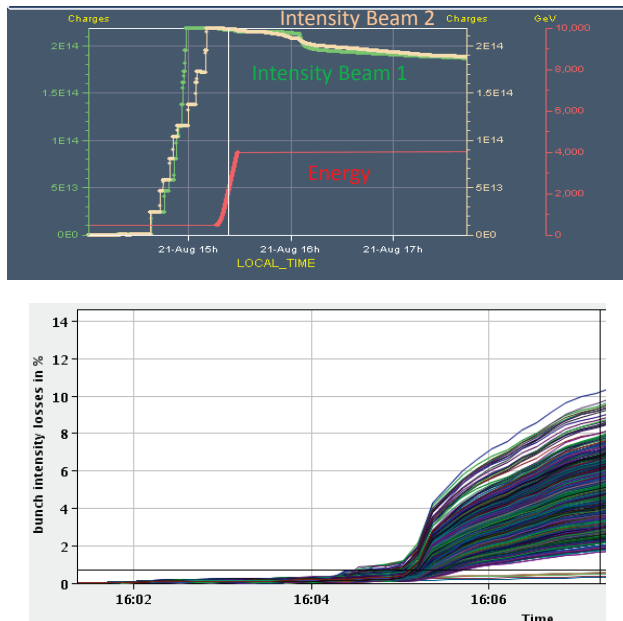 Intensity Beam 2
Charges Charges GeV
2E14 2E14 10,000
8,000
Intensity Beam 1
1.5E14 1.5E14
6,000
1E14 1E14
4,000
Energy
5E13 5E13
2,000
0E0 0E0 0
21-Aug 15h 21-Aug 16h 21-Aug 17h
LOCAL_TIME
bunch intensity losses in %
14
12
10
8
6
4
2
0
16:02 16:04 16:06
Time